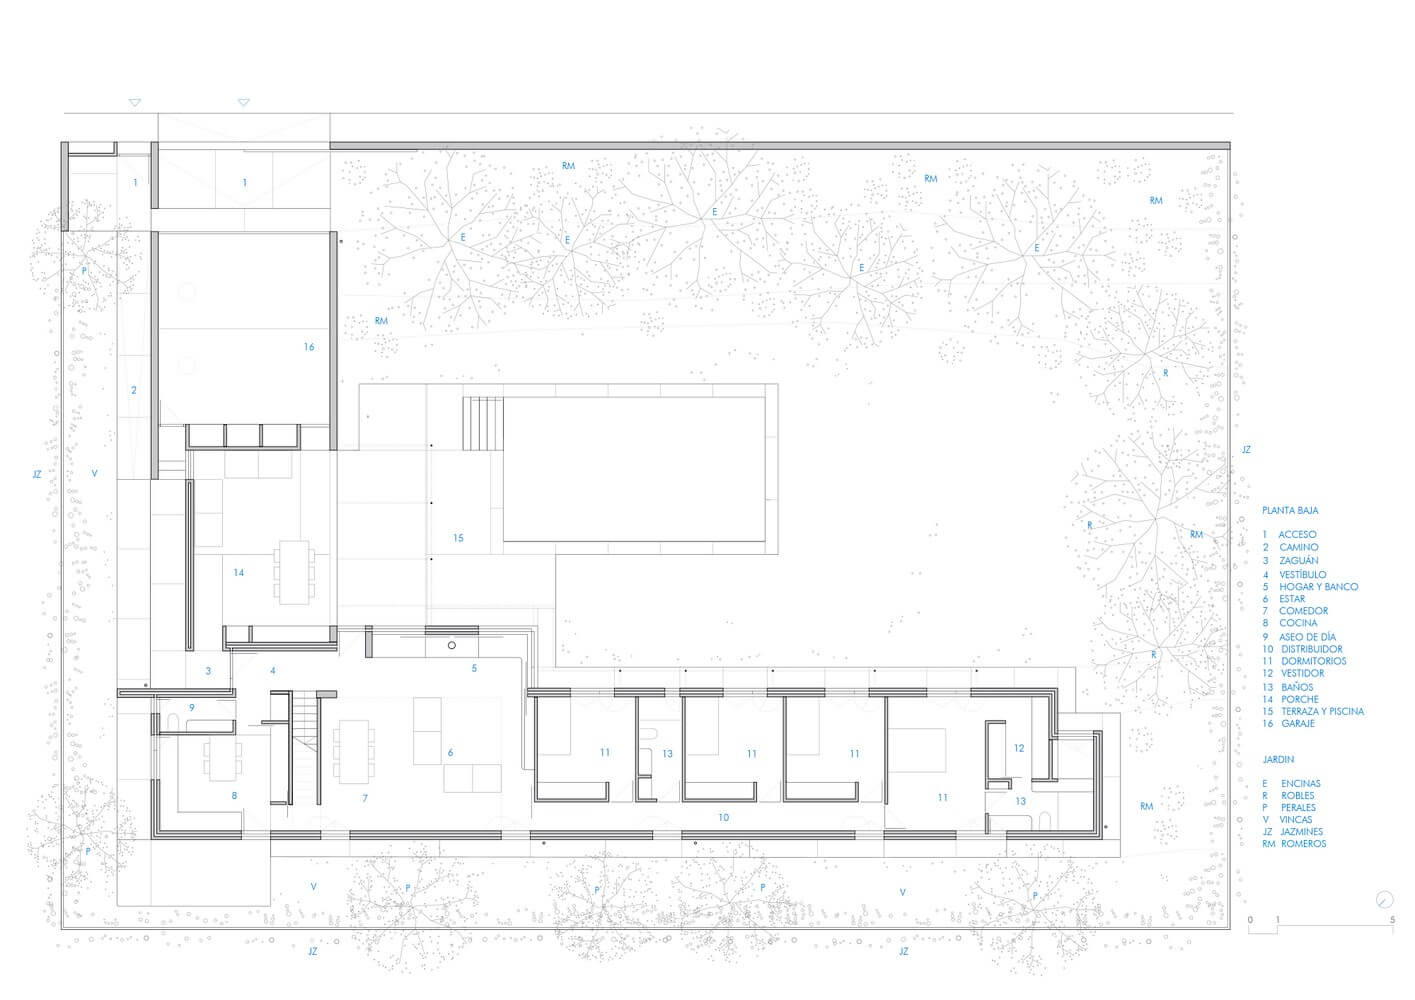 1
1
RM
RM
RM
E
E
E
E
E
P
RM
16
R
2
JZ
V
JZ
R
RM
15
14
R
3
4
5
9
6
11
13
11
11
12
8
7
11
13
10
RM
P
V
P
P
P
V
P
JZ
JZ
PLANTA BAJA
1 ACCESO
2 CAMINO
3 ZAGUÁN
4 VESTÍBULO
5 HOGAR Y BANCO
6 ESTAR
7 COMEDOR
8 COCINA
9 ASEO DE DÍA
10 DISTRIBUIDOR
11 DORMITORIOS
12 VESTIDOR
13 BAÑOS
14 PORCHE
15 TERRAZA Y PISCINA
16 GARAJE
JARDIN
E ENCINAS
R ROBLES
P PERALES
V VINCAS
JZ JAZMINES
RM ROMEROS
0 1 5